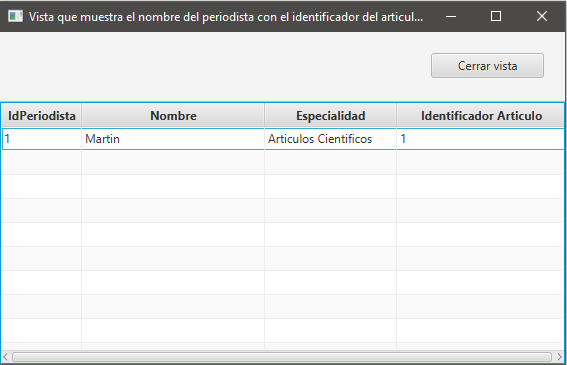 Vista que muestra el nombre del periodista con el identificador del articul...
Cerrar vista
IdPeriodista Nombre Especialidad Identificador Articulo
1 Martin Articulos Cientificos 1